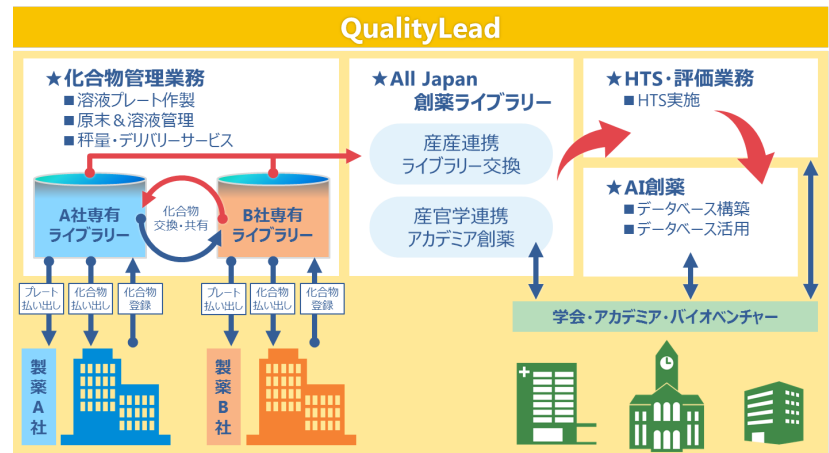 QualityLead
★化合物管理業務
■溶液プレート作製
■原末＆溶液管理
■秤量・デリバリーサービス
A社専有
ライブラリー
化合物
交換・共有
B社専有
ライブラリー
プレート
払い出し
化合物
払い出し
化合物
登録
プレート
払い出し
化合物
払い出し
化合物
登録
製薬A社
製薬B社
★All Japan
創薬ライブラリー
産産連携
ライブラリー交換
産官学連携
アカデミア創薬
★HTS・評価業務
■HTS実施
★AI創薬
■データベース構築
■データベース活用
学会・アカデミア・バイオベンチャー